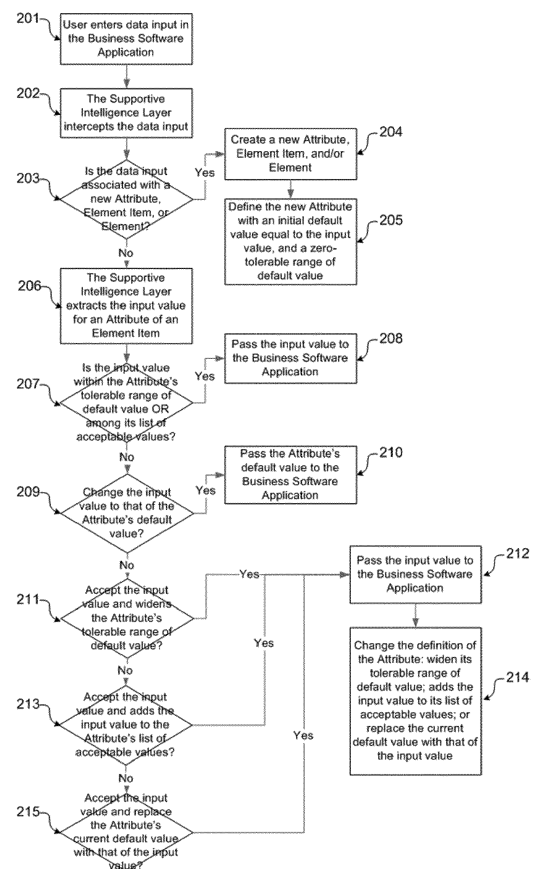 201
User enters data input in
the Business Software
Application
202
The Supportive
Intelligence Layer
intercepts the data input
203
Is the data input
associated with a
new Attribute,
Element Item, or
Element?
Yes
204
Create a new Attribute,
Element Item, and/or
Element
205
Define the new Attribute
with an initial default
value equal to the input
value, and a zero-
tolerable range of
default value
No
206
The Supportive
Intelligence Layer
extracts the input value
for an Attribute of an
Element Item
207
Is the input value
within the Attribute's
tolerable range of
default value OR
among its list of
acceptable values?
Yes
208
Pass the input value to
the Business Software
Application
No
209
Change the input
value to that of the
Attribute's default
value?
Yes
210
Pass the Attribute's
default value to the
Business Software
Application
No
211
Accept the input
value and widens
the Attribute's
tolerable range of
default value?
Yes
212
Pass the input value to
the Business Software
Application
No
213
Accept the input
value and adds the
input value to the
Attribute's list of
acceptable values?
Yes
214
Change the definition of
the Attribute: widen its
tolerable range of
default value; adds the
input value to its list of
acceptable values; or
replace the current
default value with that of
the input value
No
215
Accept the input
value and replace
the Attribute's
current default value
with that of the input
value?
Yes